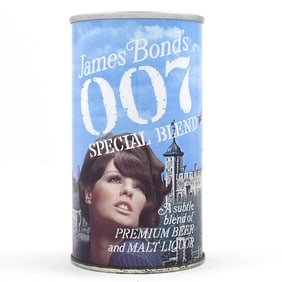 James Bond's
007
SPECIAL BLEND
A subtle
blend of
PREMIUM BEER
and MALT LIQUOR